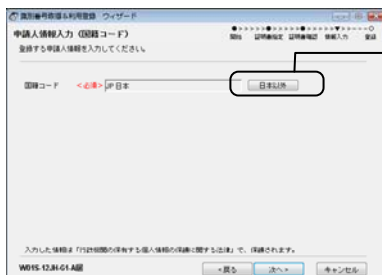 識別番号取得&利用登録 ウィザード
申請人情報入力 (国籍コード)
開始 証明書指定 証明書確認 情報入力 登録
登録する申請人情報を入力してください。
国籍コード <必須> JP 日本 日本以外
入力した情報は「行政機関の保有する個人情報の保護に関する法律」で、保護されます。
W01S-12JH-G1-A届 <戻る 次へ> キャンセル